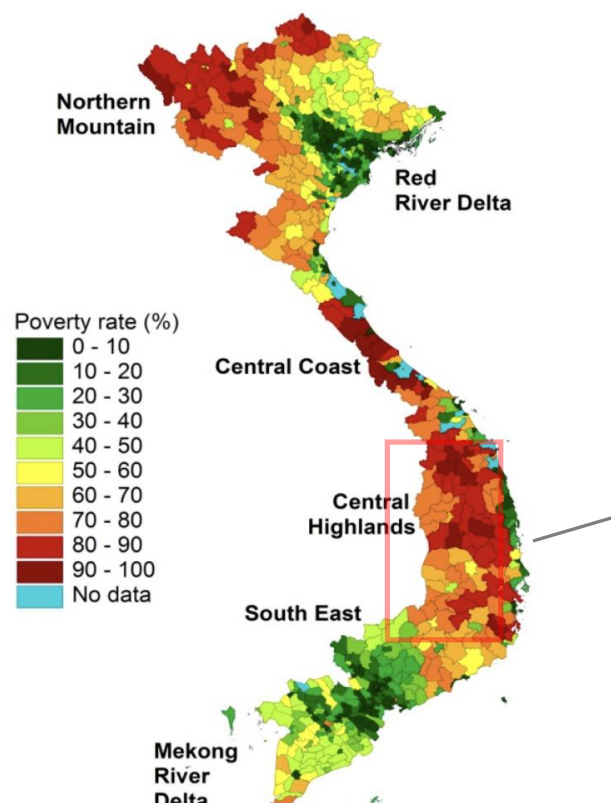 Northern
Mountain
Red
River Delta
Poverty rate (%)
0 - 10
10 - 20
20 - 30
30 - 40
40 - 50
50 - 60
60 - 70
70 - 80
80 - 90
90 - 100
No data
Central Coast
Central
Highlands
South East
Mekong
River
Delta